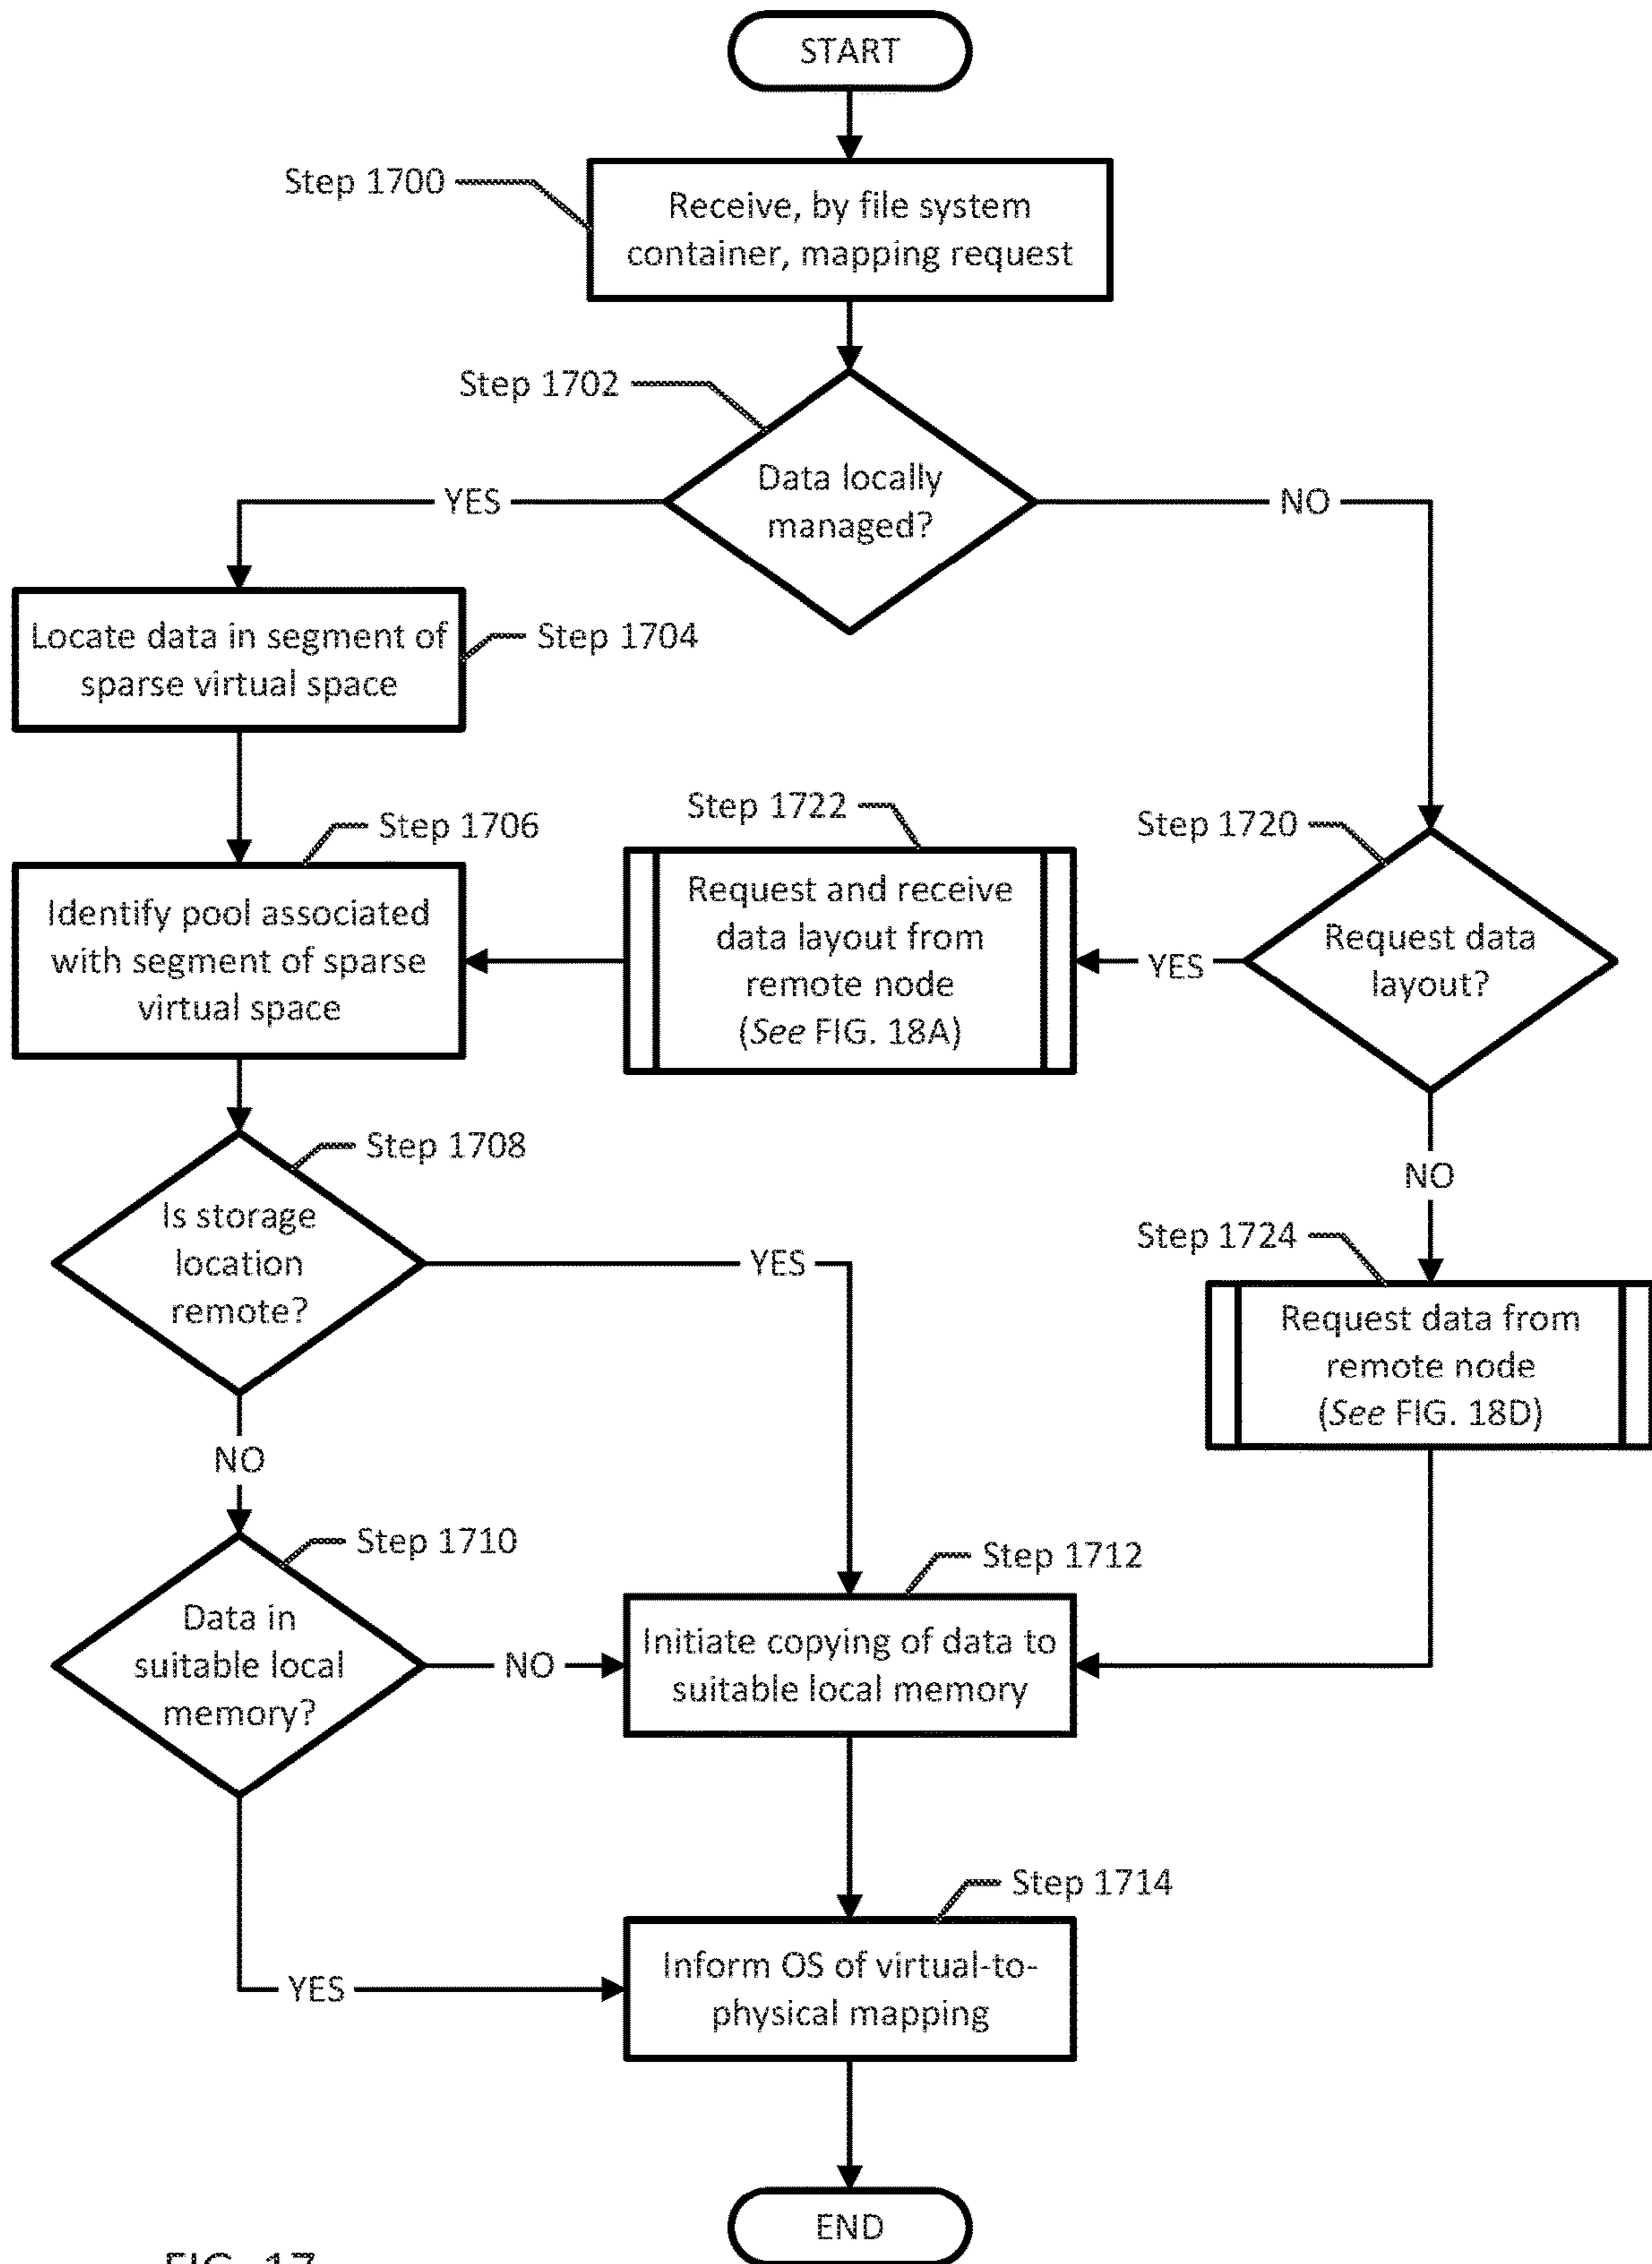 START
Step 1700
Receive, by file system
container, mapping request
Step 1702
Data locally
managed?
YES
NO
Locate data in segment of
sparse virtual space
Step 1704
Step 1706
Identify pool associated
with segment of sparse
virtual space
Step 1722
Request and receive
data layout from
remote node
(See FIG. 18A)
Step 1720
Request data
layout?
YES
NO
Step 1708
Is storage
location
remote?
YES
NO
Step 1724
Request data from
remote node
(See FIG. 18D)
Step 1710
Data in
suitable local
memory?
NO
YES
Step 1712
Initiate copying of data to
suitable local memory
Step 1714
Inform OS of virtual-to-
physical mapping
END
FIG. 17